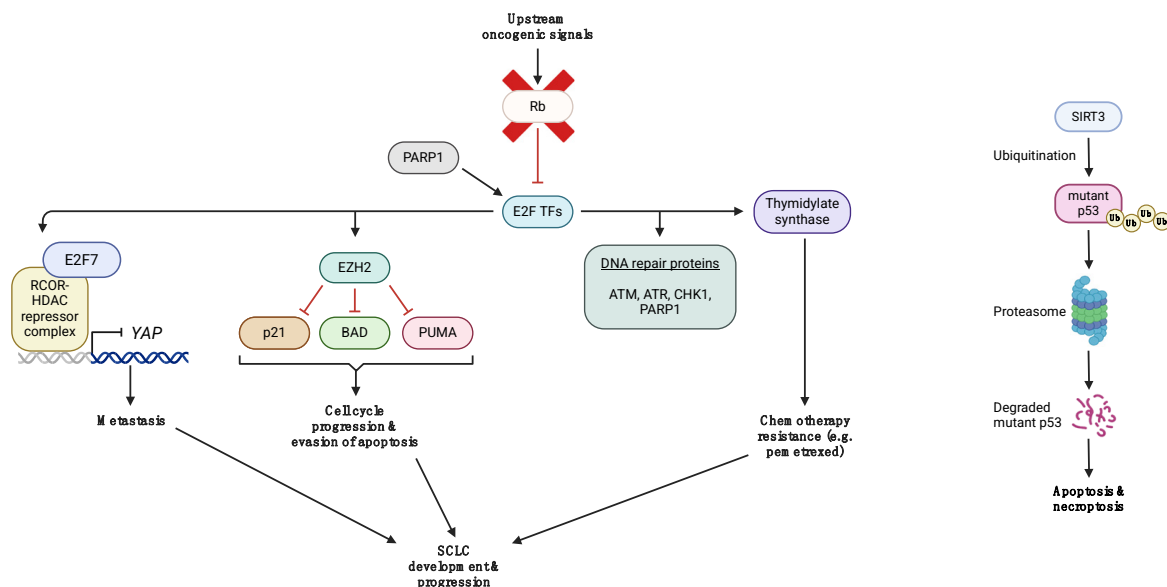 Upstream
oncogenic signals
Rb
PARP1
E2F TFs
Thymidylate
synthase
E2F7
RCOR-
HDAC
repressor
complex
YAP
Metastasis
EZH2
p21
BAD
PUMA
Cell cycle
progression &
evasion of apoptosis
DNA repair proteins
ATM, ATR, CHK1,
PARP1
Chemotherapy
resistance (e.g.
pemetrexed)
SCLC
development &
progression
SIRT3
Ubiquitination
mutant
p53
Ub
Ub
Ub
Ub
Proteasome
Degraded
mutant p53
Apoptosis &
necroptosis